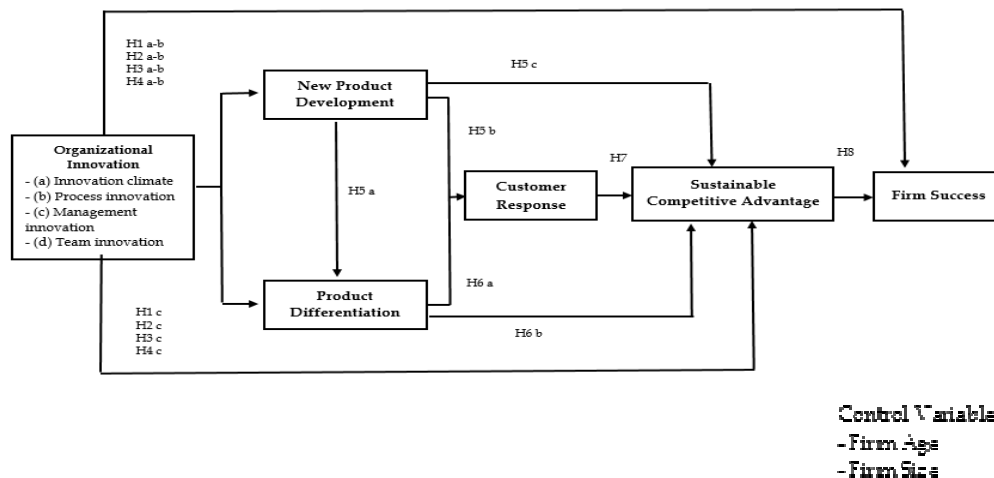 H1 a-b
H2 a-b
H3 a-b
H4 a-b
H5 c
New Product
Development
H5 b
Organizational
Innovation
- (a) Innovation climate
- (b) Process innovation
- (c) Management
innovation
- (d) Team innovation
H5 a
Customer
Response
H7
Sustainable
Competitive Advantage
H8
Firm Success
H6 a
Product
Differentiation
H6 b
H1 c
H2 c
H3 c
H4 c
Control Variable
- Firm Age
- Firm Size